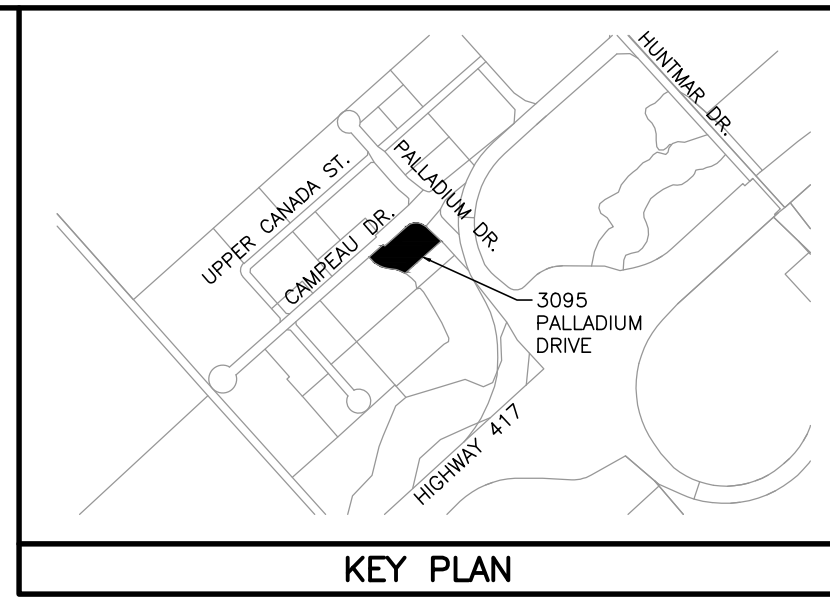 HUNTMAR DR.
PALLADIUM DR.
UPPER CANADA ST.
CAMPEAU DR.
3095
PALLADIUM
DRIVE
HIGHWAY 417
KEY PLAN